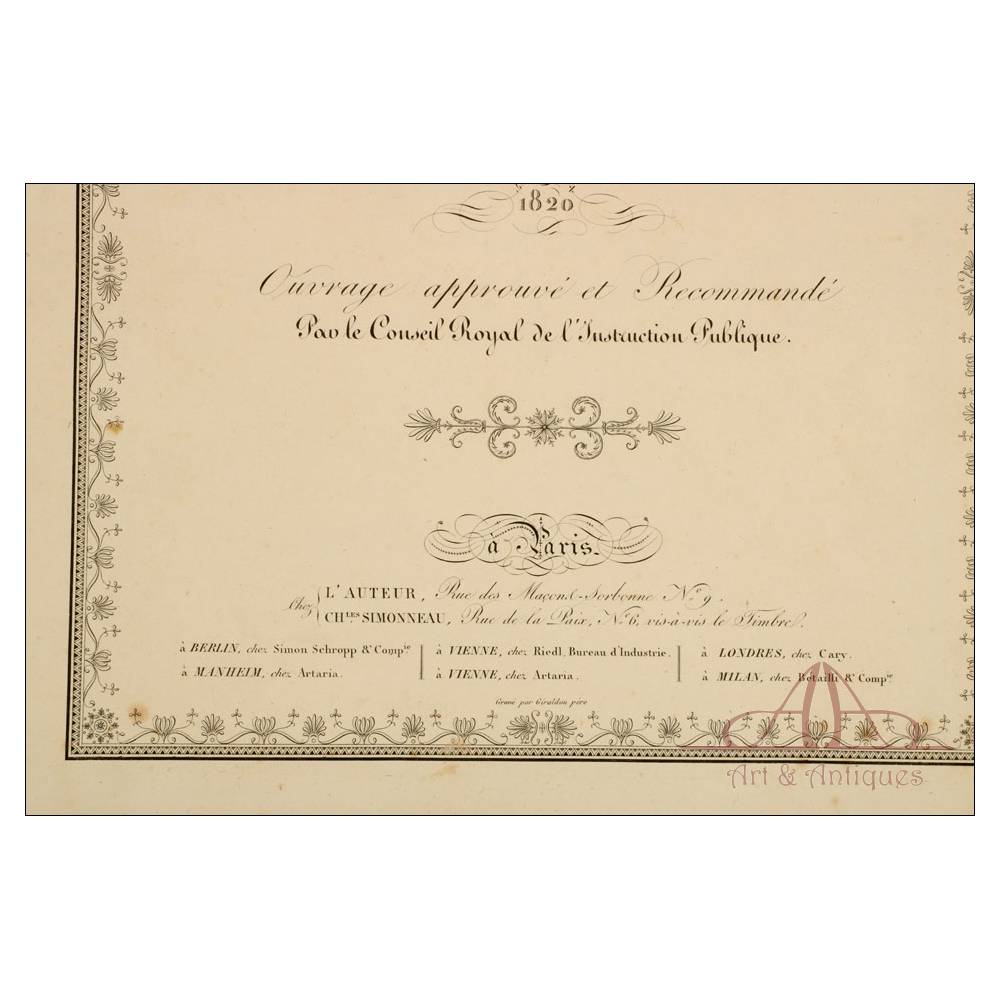 1820
Ouvrage approuvé et Recommandé
Par le Conseil Royal de l'Instruction Publique.
à Paris.
Chez
L'AUTEUR, Rue des Maçons-Sorbonne N.º 9.
CH.LES SIMONNEAU, Rue de la Paix, N.º 6, vis-à-vis le Timbre.
à BERLIN, chez Simon Schropp & Comp.ie
à MANHEIM, chez Artaria.
à VIENNE, chez Riedl, Bureau d'Industrie.
à VIENNE, chez Artaria.
à LONDRES, chez Cary.
à MILAN, chez Bétailli & Comp.ie
Gravé par Giraldon père
Art & Antiques